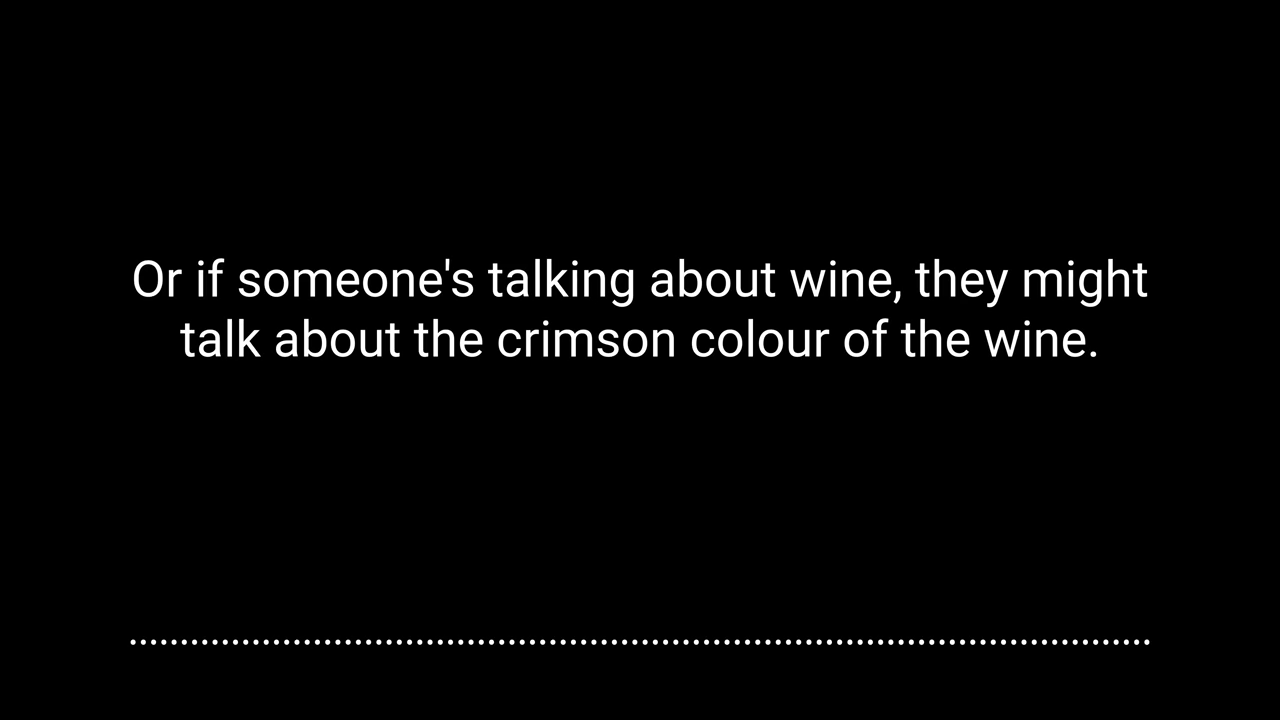 Or if someone's talking about wine, they might
talk about the crimson colour of the wine.